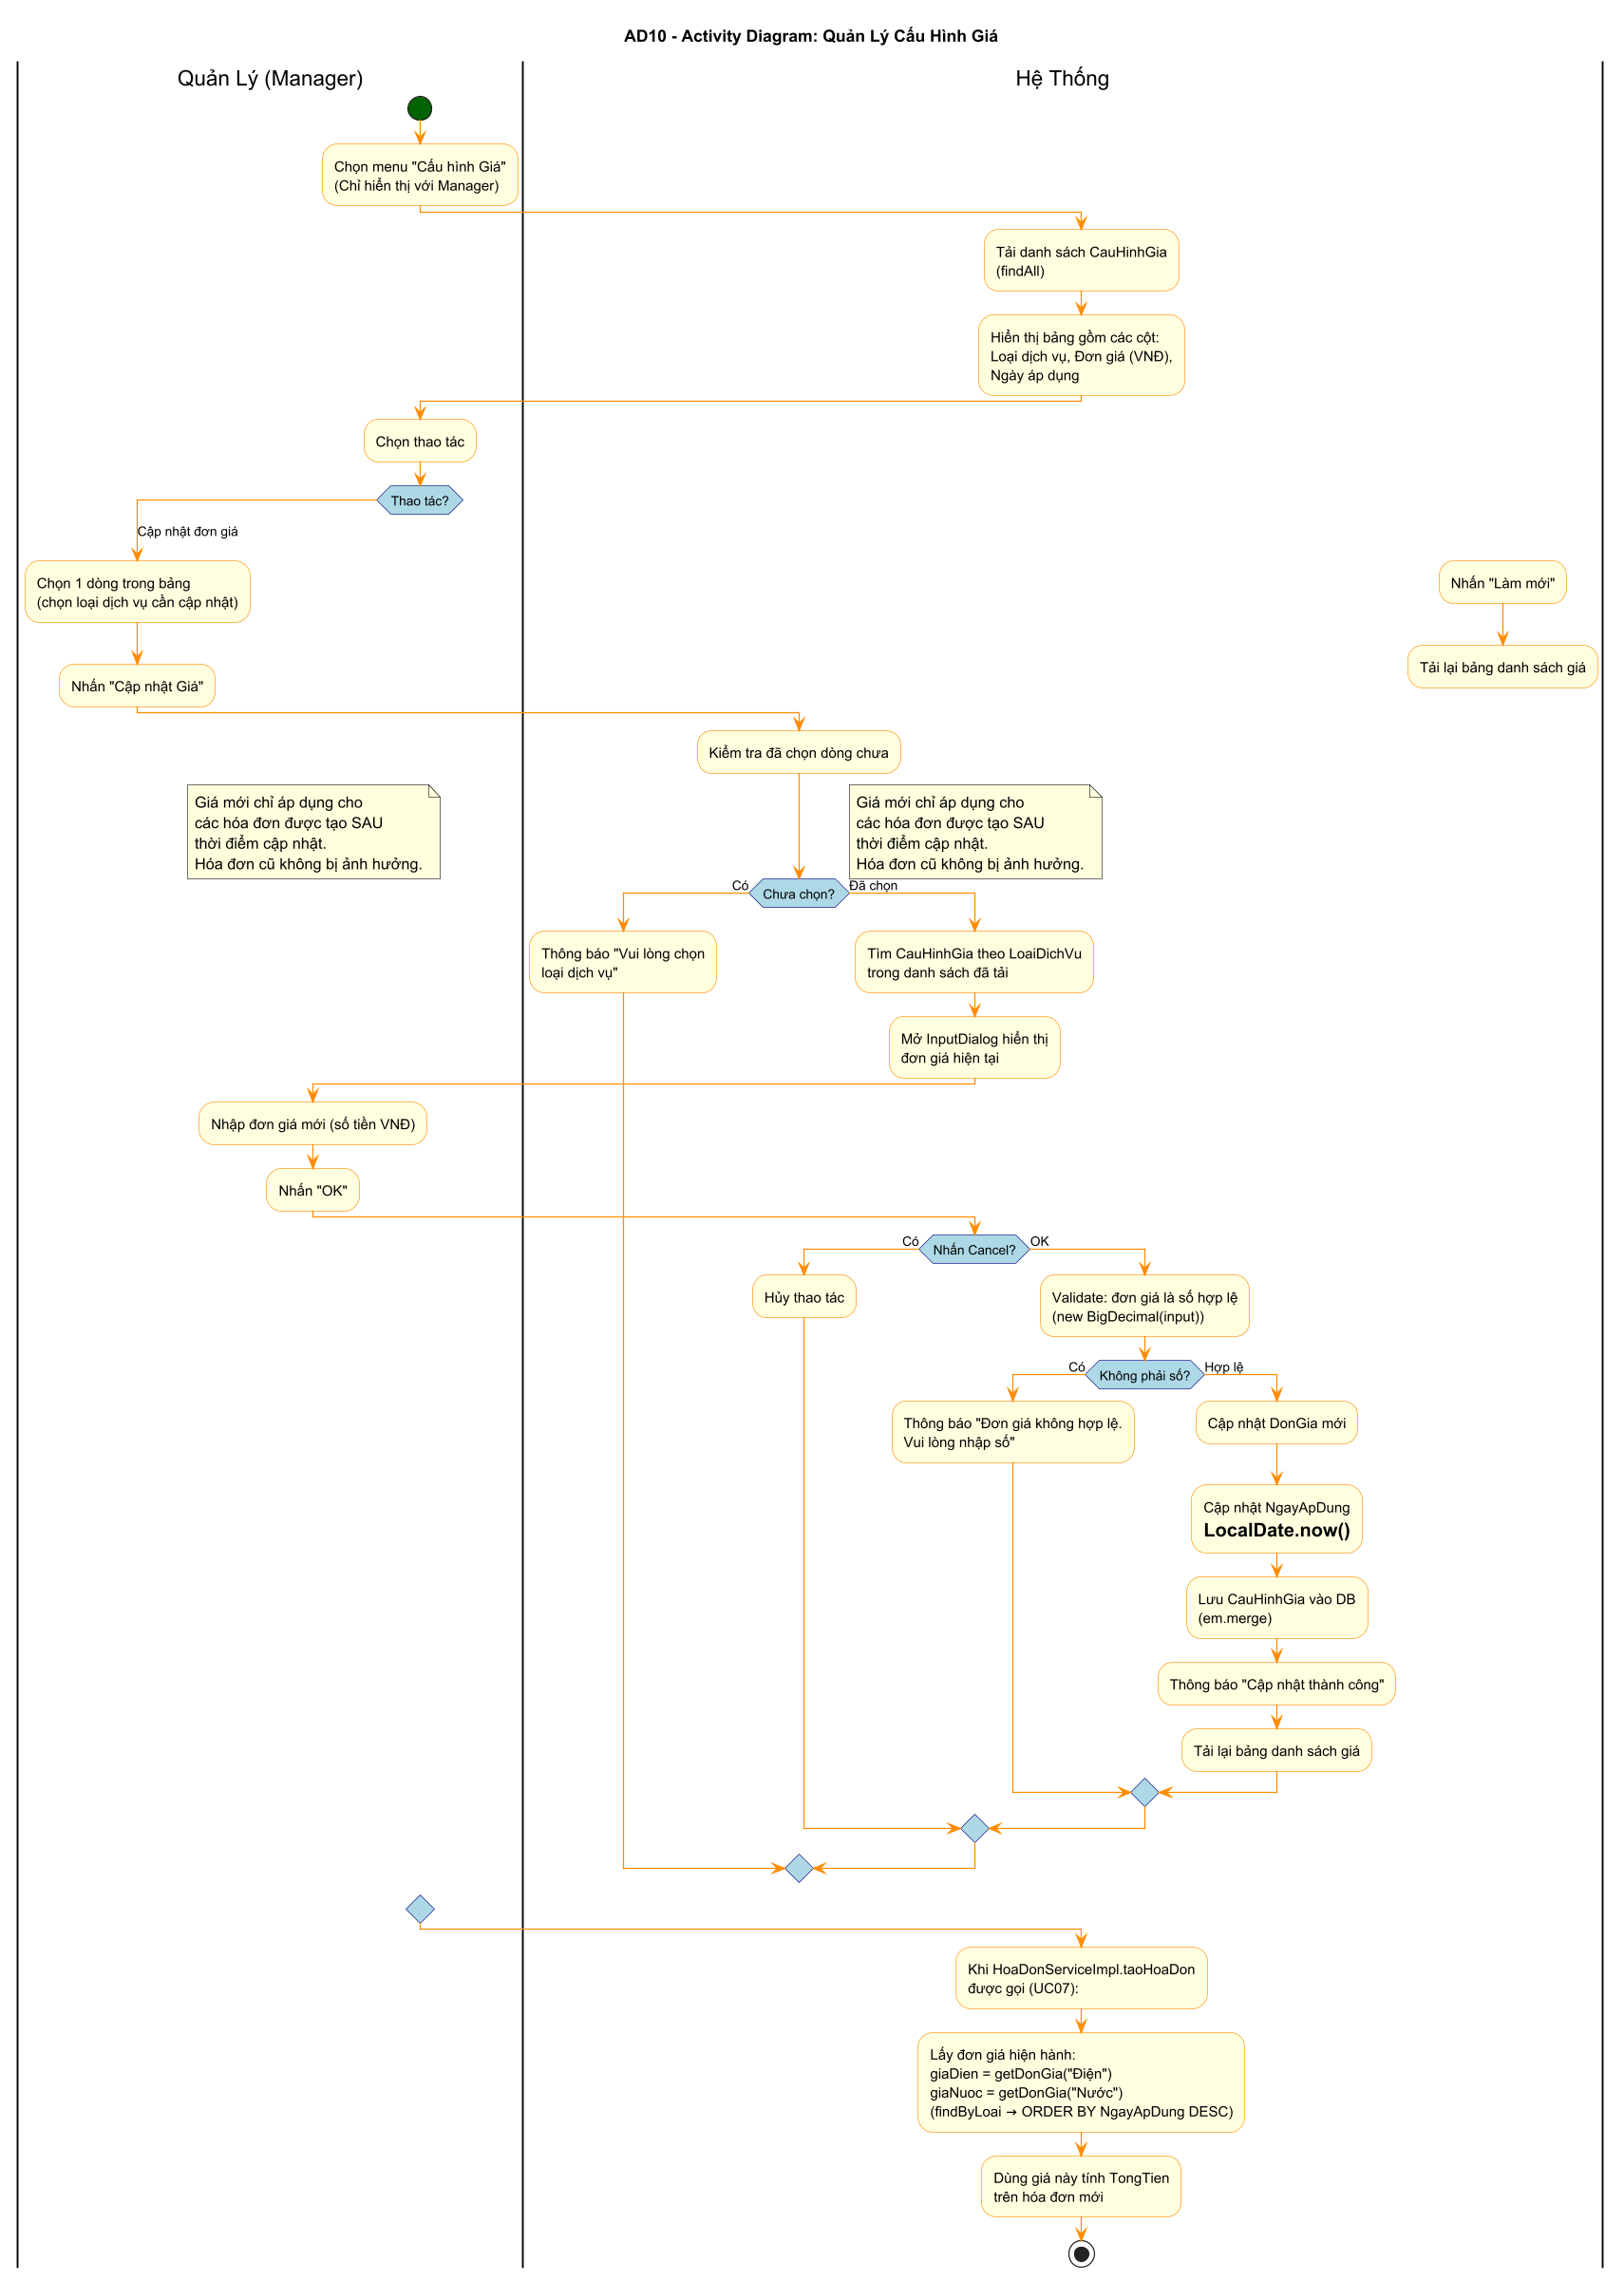 AD10 - Activity Diagram: Quản Lý Cấu Hình Giá
Quản Lý (Manager)
Hệ Thống
Chọn menu "Cấu hình Giá"
(Chỉ hiển thị với Manager)
Tải danh sách CauHinhGia
(findAll)
Hiển thị bảng gồm các cột:
Loại dịch vụ, Đơn giá (VNĐ),
Ngày áp dụng
Chọn thao tác
Thao tác?
Cập nhật đơn giá
Chọn 1 dòng trong bảng
(chọn loại dịch vụ cần cập nhật)
Nhấn "Làm mới"
Tải lại bảng danh sách giá
Nhấn "Cập nhật Giá"
Kiểm tra đã chọn dòng chưa
Giá mới chỉ áp dụng cho
các hóa đơn được tạo SAU
thời điểm cập nhật.
Hóa đơn cũ không bị ảnh hưởng.
Giá mới chỉ áp dụng cho
các hóa đơn được tạo SAU
thời điểm cập nhật.
Hóa đơn cũ không bị ảnh hưởng.
Có
Chưa chọn?
Đã chọn
Thông báo "Vui lòng chọn
loại dịch vụ"
Tìm CauHinhGia theo LoaiDichVu
trong danh sách đã tải
Mở InputDialog hiển thị
đơn giá hiện tại
Nhập đơn giá mới (số tiền VNĐ)
Nhấn "OK"
Có
Nhấn Cancel?
OK
Hủy thao tác
Validate: đơn giá là số hợp lệ
(new BigDecimal(input))
Có
Không phải số?
Hợp lệ
Thông báo "Đơn giá không hợp lệ.
Vui lòng nhập số"
Cập nhật DonGia mới
Cập nhật NgayApDung
LocalDate.now()
Lưu CauHinhGia vào DB
(em.merge)
Thông báo "Cập nhật thành công"
Tải lại bảng danh sách giá
Khi HoaDonServiceImpl.taoHoaDon
được gọi (UC07):
Lấy đơn giá hiện hành:
giaDien = getDonGia("Điện")
giaNuoc = getDonGia("Nước")
(findByLoai → ORDER BY NgayApDung DESC)
Dùng giá này tính TongTien
trên hóa đơn mới